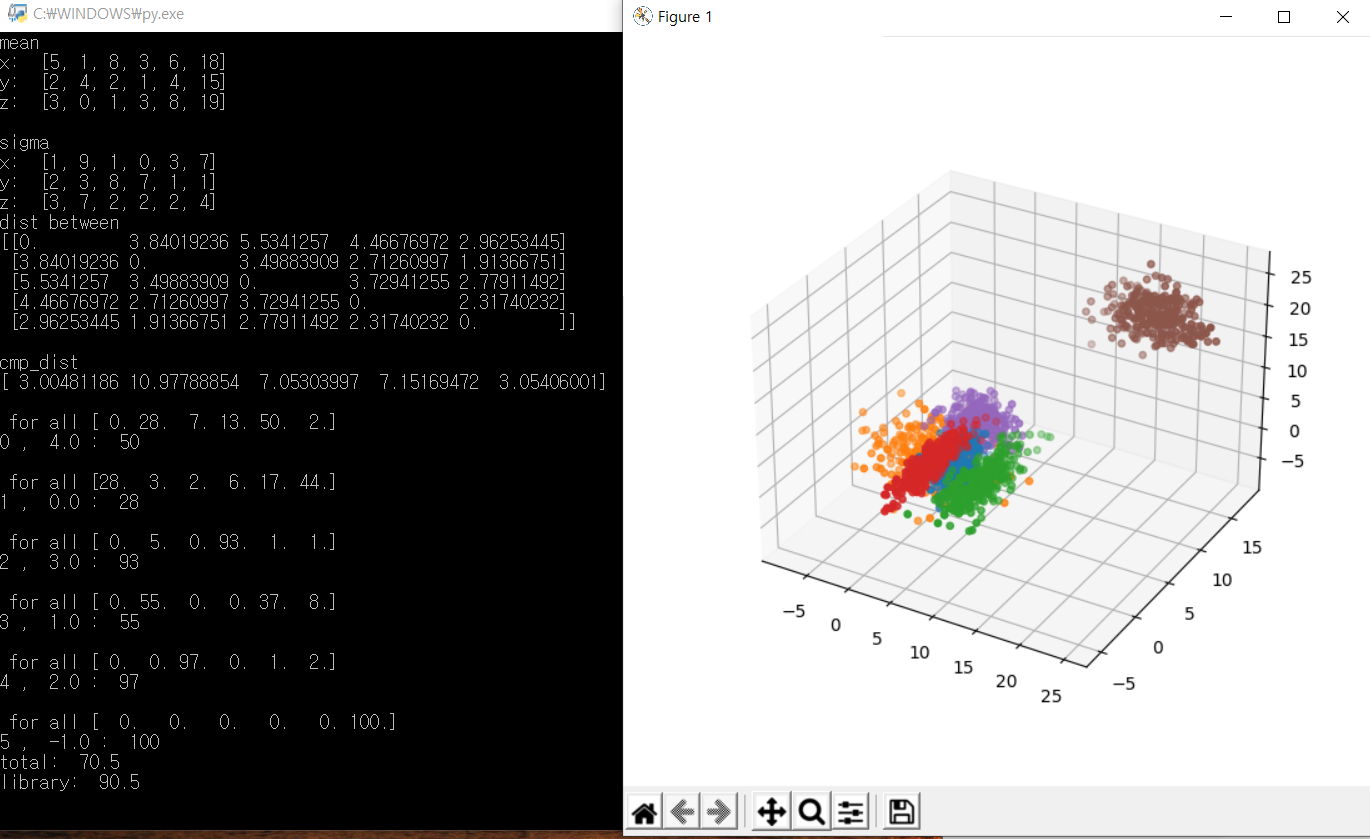 C:\WINDOWS\py.exe
mean
x:  [5, 1, 8, 3, 6, 18]
y:  [2, 4, 2, 1, 4, 15]
z:  [3, 0, 1, 3, 8, 19]
sigma
x:  [1, 9, 1, 0, 3, 7]
y:  [2, 3, 8, 7, 1, 1]
z:  [3, 7, 2, 2, 2, 4]
dist between
[[0.         3.84019236 5.5341257  4.46676972 2.96253445]
 [3.84019236 0.         3.49883909 2.71260997 1.91366751]
 [5.5341257  3.49883909 0.         3.72941255 2.77911492]
 [4.46676972 2.71260997 3.72941255 0.         2.31740232]
 [2.96253445 1.91366751 2.77911492 2.31740232 0.        ]]
cmp_dist
[ 3.00481186 10.97788854  7.05303997  7.15169472  3.05406001]
 for all [ 0. 28.  7. 13. 50.  2.]
0 ,  4.0 :  50
 for all [28.  3.  2.  6. 17. 44.]
1 ,  0.0 :  28
 for all [ 0.  5.  0. 93.  1.  1.]
2 ,  3.0 :  93
 for all [ 0. 55.  0.  0. 37.  8.]
3 ,  1.0 :  55
 for all [ 0.  0. 97.  0.  1.  2.]
4 ,  2.0 :  97
 for all [  0.   0.   0.   0.   0. 100.]
5 ,  -1.0 :  100
total:  70.5
library:  90.5
Figure 1
25
20
15
10
5
0
−5
15
10
5
0
−5
−5
0
5
10
15
20
25